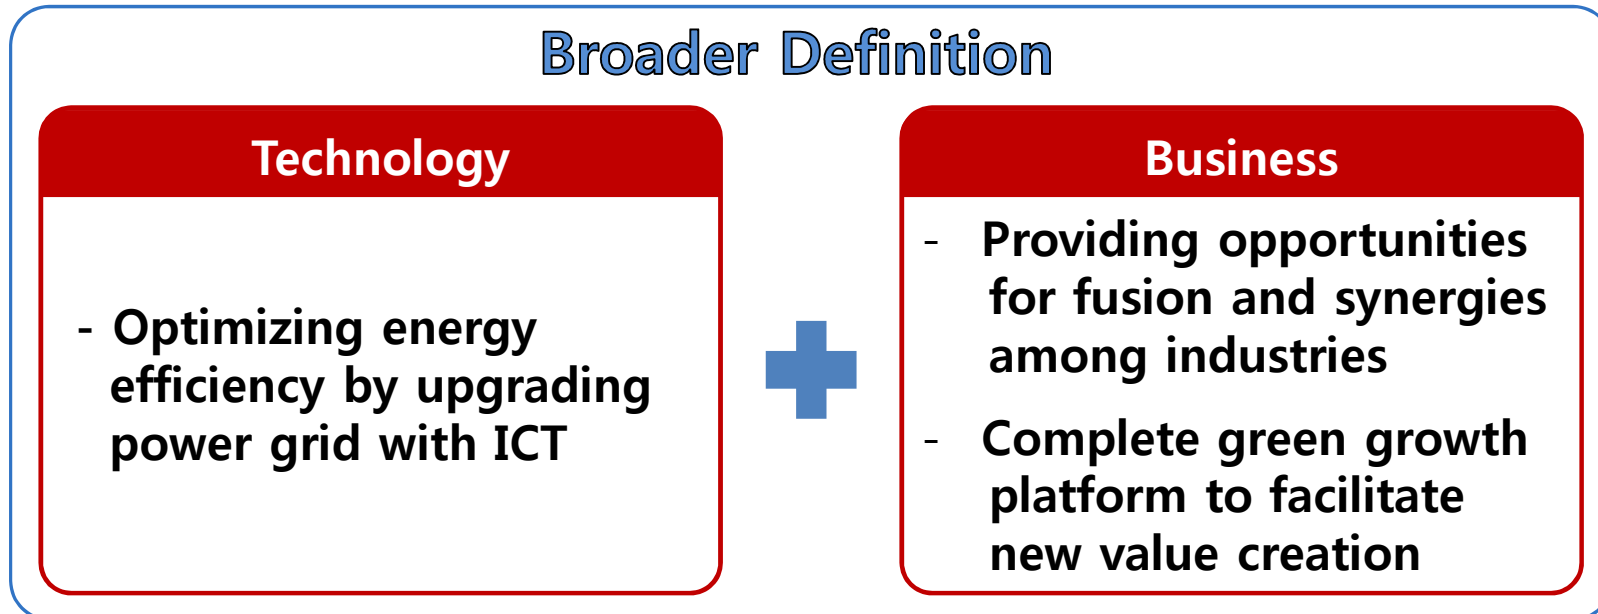 Broader Definition
Technology
- Optimizing energy
efficiency by upgrading
power grid with ICT
Business
- Providing opportunities
for fusion and synergies
among industries
- Complete green growth
platform to facilitate
new value creation